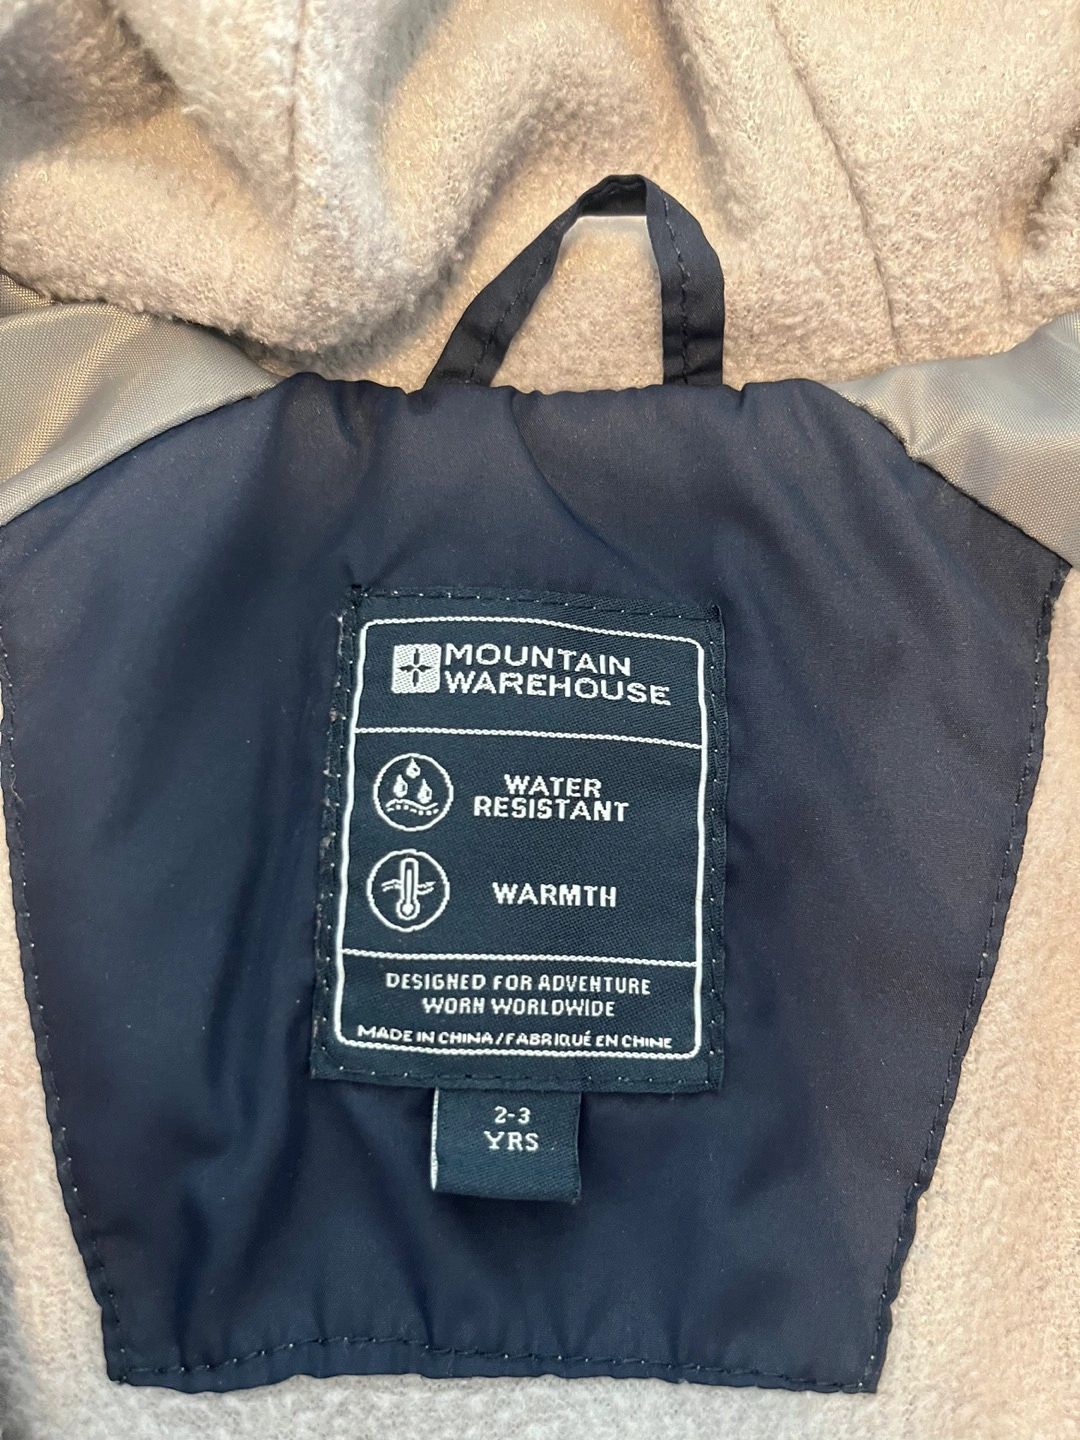 MOUNTAIN
WAREHOUSE
WATER
RESISTANT
WARMTH
DESIGNED FOR ADVENTURE
WORN WORLDWIDE
MADE IN CHINA/FABRIQUÉ EN CHINE
2-3
YRS